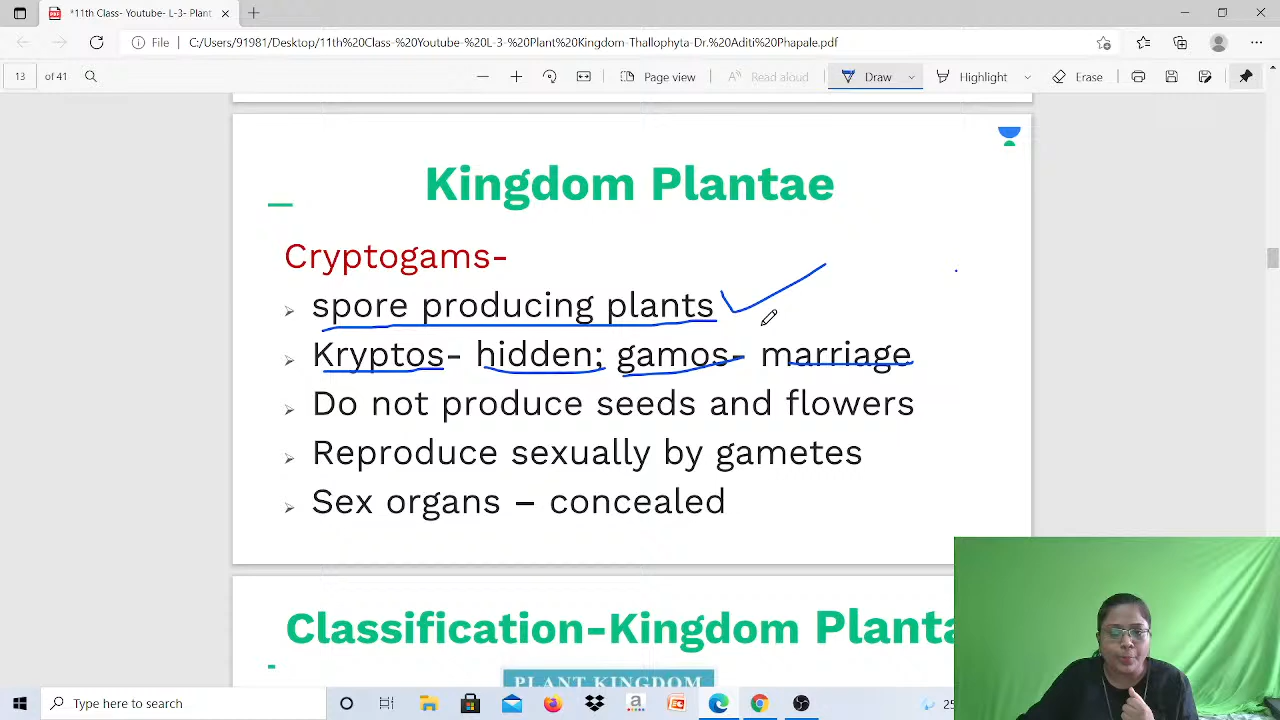 *11th Class- Youtube- L-3- Plant
File
C:/Users/91981/Desktop/11th%20Class-%20Youtube%20L-3-%20Plant%20Kingdom-Thallophyta-Dr.%20Aditi%20Phapale.pdf
13 of 41
Page view
Read aloud
Draw
Highlight
Erase
Kingdom Plantae
Cryptogams-
spore producing plants
Kryptos- hidden; gamos- marriage
Do not produce seeds and flowers
Reproduce sexually by gametes
Sex organs – concealed
Classification-Kingdom Planta
PLANT KINGDOM
Type here to search
25